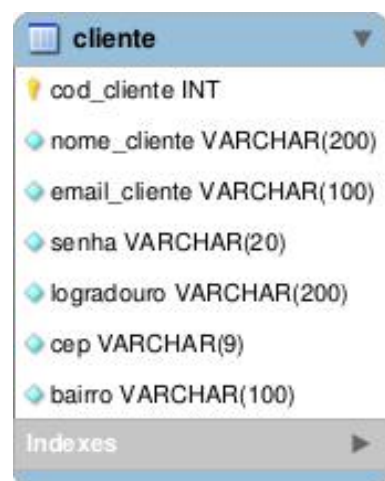 cliente
cod_cliente INT
nome_cliente VARCHAR(200)
email_cliente VARCHAR(100)
senha VARCHAR(20)
logradouro VARCHAR(200)
cep VARCHAR(9)
bairro VARCHAR(100)
Indexes